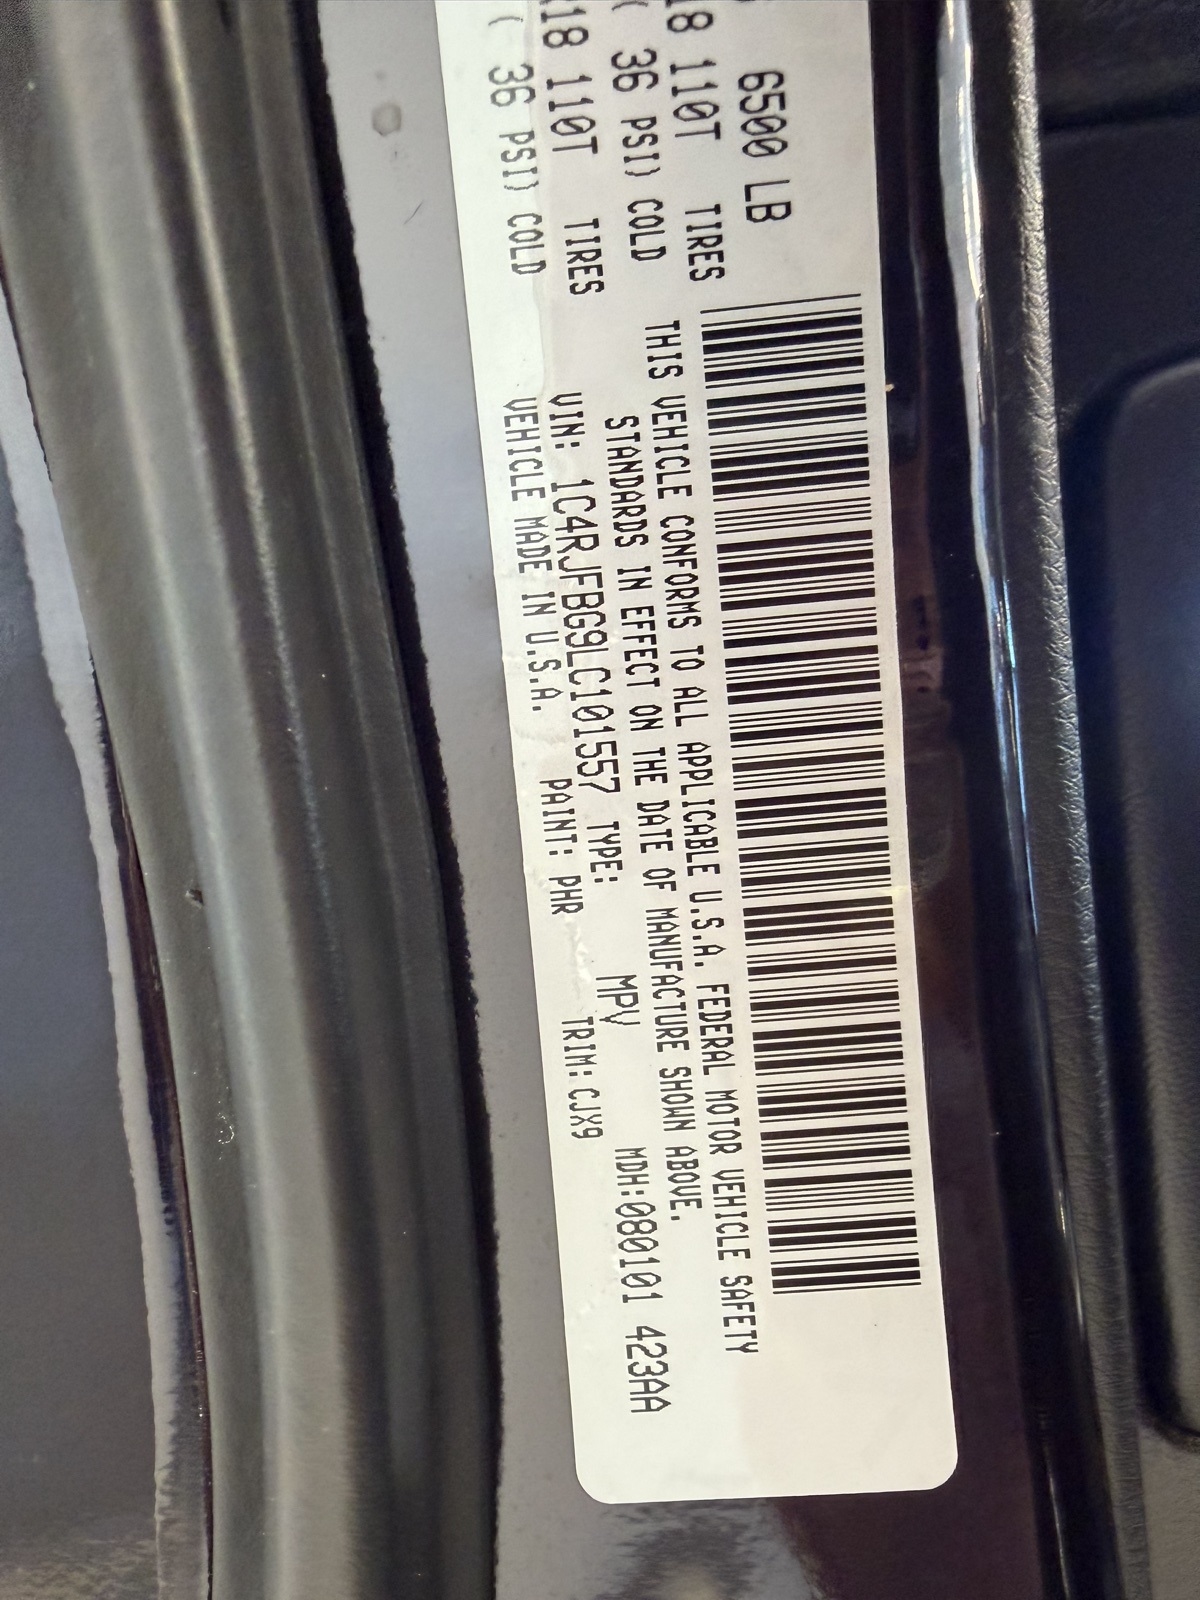 6500 LB
18 110T TIRES
( 36 PSI) COLD
18 110T TIRES
( 36 PSI) COLD
THIS VEHICLE CONFORMS TO ALL APPLICABLE U.S.A. FEDERAL MOTOR VEHICLE SAFETY
STANDARDS IN EFFECT ON THE DATE OF MANUFACTURE SHOWN ABOVE.
VIN: 1C4RJFBG9LC101557 TYPE: MPV MDH:080101 423AA
VEHICLE MADE IN U.S.A. PAINT: PHR TRIM:CJX9